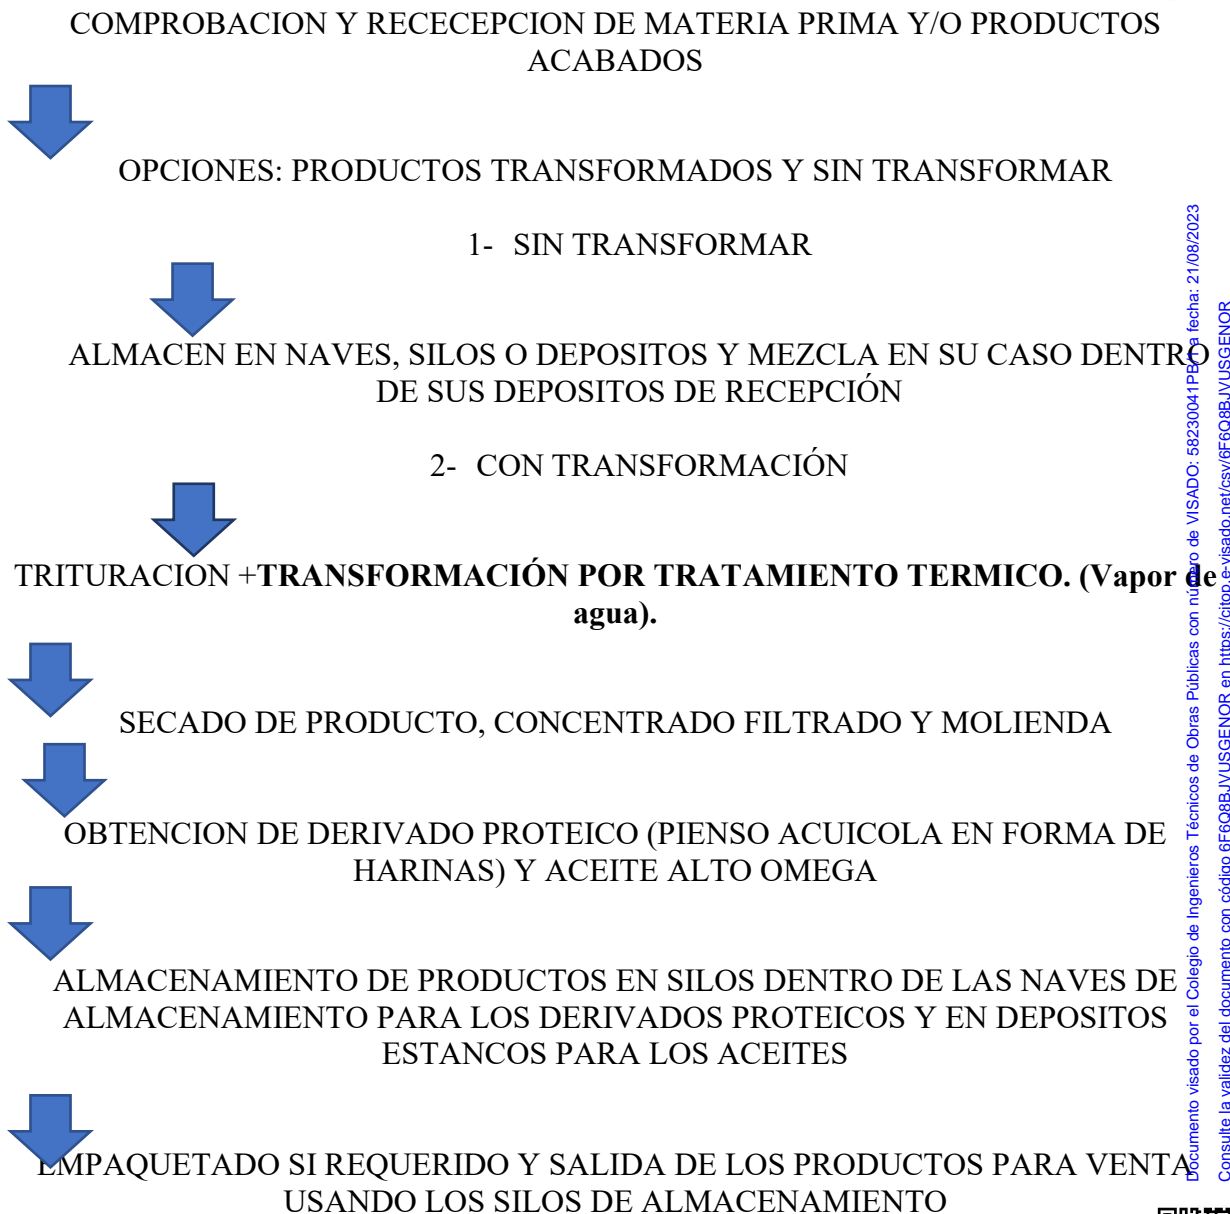 COMPROBACION Y RECECEPCION DE MATERIA PRIMA Y/O PRODUCTOS
ACABADOS
OPCIONES: PRODUCTOS TRANSFORMADOS Y SIN TRANSFORMAR
1- SIN TRANSFORMAR
ALMACEN EN NAVES, SILOS O DEPOSITOS Y MEZCLA EN SU CASO DENTRO
DE SUS DEPOSITOS DE RECEPCIÓN
2- CON TRANSFORMACIÓN
TRITURACION +TRANSFORMACIÓN POR TRATAMIENTO TERMICO. (Vapor de
agua).
SECADO DE PRODUCTO, CONCENTRADO FILTRADO Y MOLIENDA
OBTENCION DE DERIVADO PROTEICO (PIENSO ACUICOLA EN FORMA DE
HARINAS) Y ACEITE ALTO OMEGA
ALMACENAMIENTO DE PRODUCTOS EN SILOS DENTRO DE LAS NAVES DE
ALMACENAMIENTO PARA LOS DERIVADOS PROTEICOS Y EN DEPOSITOS
ESTANCOS PARA LOS ACEITES
EMPAQUETADO SI REQUERIDO Y SALIDA DE LOS PRODUCTOS PARA VENTA
USANDO LOS SILOS DE ALMACENAMIENTO
Documento visado por el Colegio de Ingenieros Técnicos de Obras Públicas con número de VISADO: 58230041PB/1 a fecha: 21/08/2023
Consulte la validez del documento con código 6F6Q8BJVUSGENOR en https://citop.e-visado.net/csv/6F6Q8BJVUSGENOR